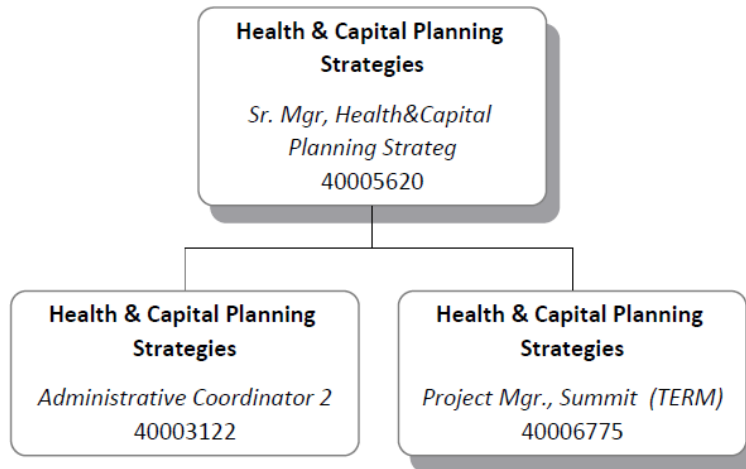 Health & Capital Planning
Strategies
Sr. Mgr, Health&Capital
Planning Strateg
40005620
Health & Capital Planning
Strategies
Administrative Coordinator 2
40003122
Health & Capital Planning
Strategies
Project Mgr., Summit  (TERM)
40006775